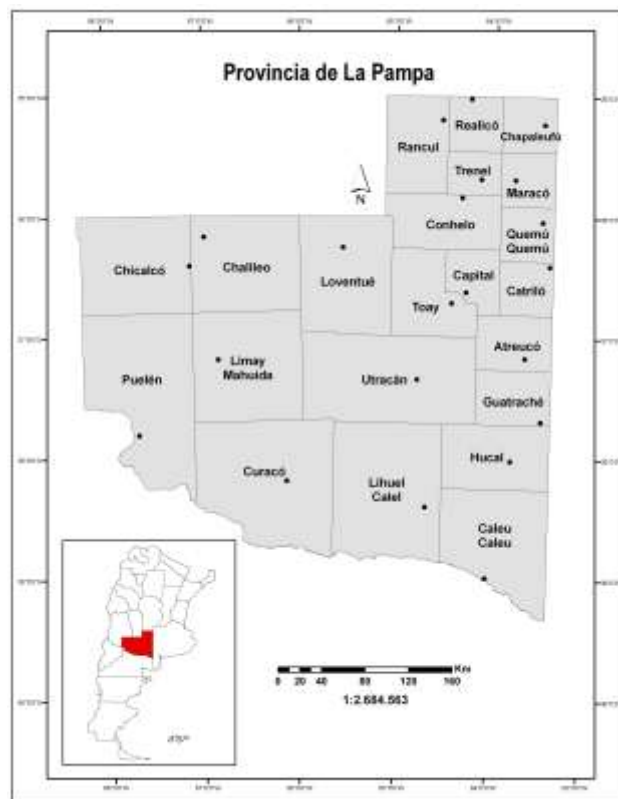 Provincia de La Pampa
Realicó
Chapaleufú
Rancul
Trenel
Maracó
N
Conhelo
Quemú
Quemú
Chicalcó
Chalileo
Loventué
Capital
Catriló
Toay
Atreucó
Limay
Mahuida
Puelén
Utracán
Guatraché
Hucal
Curacó
Lihuel
Calel
Caleu
Caleu
Km
0 20 40 80 120 160
1:2.664.563